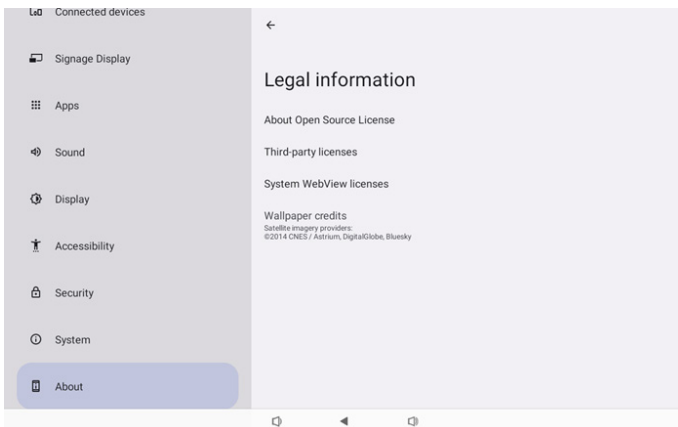 Connected devices
Signage Display
Apps
Sound
Display
Accessibility
Security
System
About
Legal information
About Open Source License
Third-party licenses
System WebView licenses
Wallpaper credits
Satellite imagery providers:
©2014 CNES / Astrium, DigitalGlobe, Bluesky